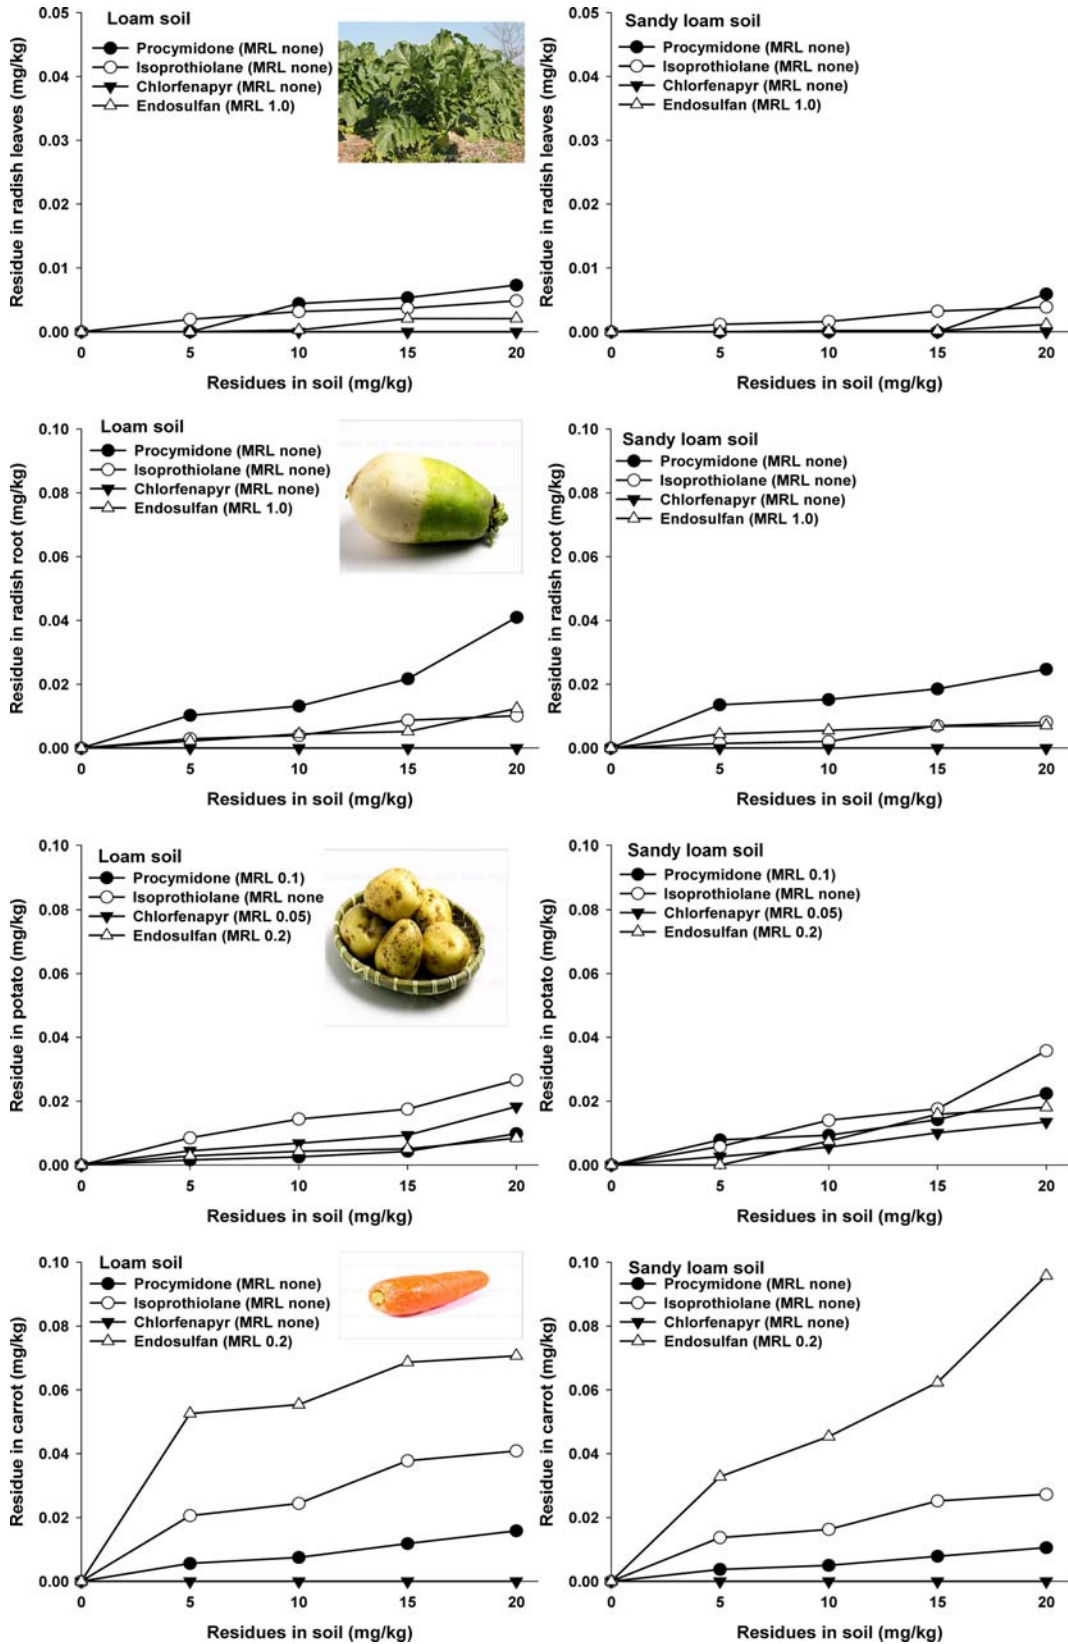 Loam soil
Procymidone (MRL none)
Isoprothiolane (MRL none)
Chlorfenapyr (MRL none)
Endosulfan (MRL 1.0)
Residue in radish leaves (mg/kg)
0.05
0.04
0.03
0.02
0.01
0.00
0 5 10 15 20
Residues in soil (mg/kg)
Sandy loam soil
Procymidone (MRL none)
Isoprothiolane (MRL none)
Chlorfenapyr (MRL none)
Endosulfan (MRL 1.0)
Residue in radish leaves (mg/kg)
0.05
0.04
0.03
0.02
0.01
0.00
0 5 10 15 20
Residues in soil (mg/kg)
Loam soil
Procymidone (MRL none)
Isoprothiolane (MRL none)
Chlorfenapyr (MRL none)
Endosulfan (MRL 1.0)
Residue in radish root (mg/kg)
0.10
0.08
0.06
0.04
0.02
0.00
0 5 10 15 20
Residues in soil (mg/kg)
Sandy loam soil
Procymidone (MRL none)
Isoprothiolane (MRL none)
Chlorfenapyr (MRL none)
Endosulfan (MRL 1.0)
Residue in radish root (mg/kg)
0.10
0.08
0.06
0.04
0.02
0.00
0 5 10 15 20
Residues in soil (mg/kg)
Loam soil
Procymidone (MRL 0.1)
Isoprothiolane (MRL none
Chlorfenapyr (MRL 0.05)
Endosulfan (MRL 0.2)
Residue in potato (mg/kg)
0.10
0.08
0.06
0.04
0.02
0.00
0 5 10 15 20
Residues in soil (mg/kg)
Sandy loam soil
Procymidone (MRL 0.1)
Isoprothiolane (MRL none)
Chlorfenapyr (MRL 0.05)
Endosulfan (MRL 0.2)
Residue in potato (mg/kg)
0.10
0.08
0.06
0.04
0.02
0.00
0 5 10 15 20
Residues in soil (mg/kg)
Loam soil
Procymidone (MRL none)
Isoprothiolane (MRL none)
Chlorfenapyr (MRL none)
Endosulfan (MRL 0.2)
Residue in carrot (mg/kg)
0.10
0.08
0.06
0.04
0.02
0.00
0 5 10 15 20
Residues in soil (mg/kg)
Sandy loam soil
Procymidone (MRL none)
Isoprothiolane (MRL none)
Chlorfenapyr (MRL none)
Endosulfan (MRL 0.2)
Residue in carrot (mg/kg)
0.10
0.08
0.06
0.04
0.02
0.00
0 5 10 15 20
Residues in soil (mg/kg)